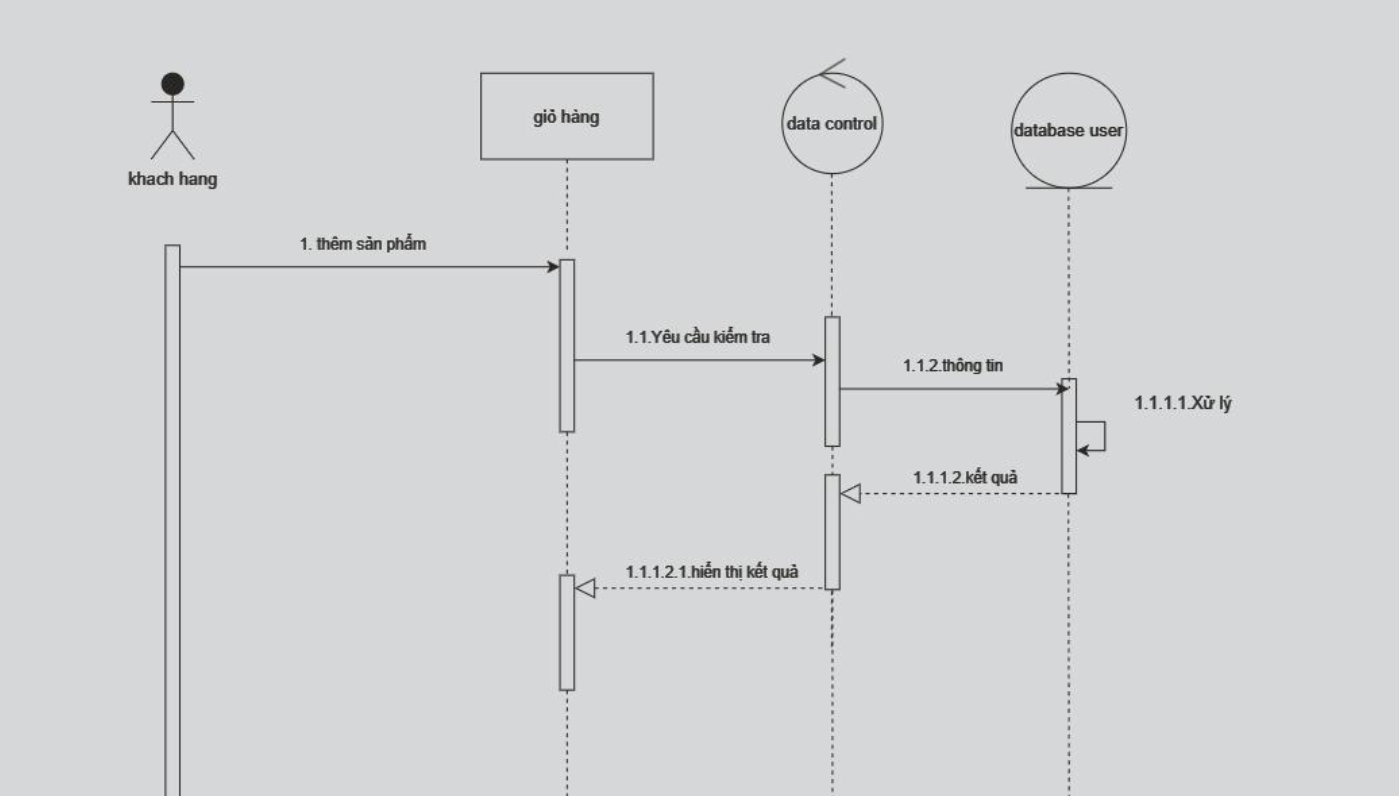 giỏ hàng
data control
database user
khach hang
1. thêm sản phẩm
1.1.Yêu cầu kiểm tra
1.1.2.thông tin
1.1.1.1.Xử lý
1.1.1.2.kết quả
1.1.1.2.1.hiển thị kết quả